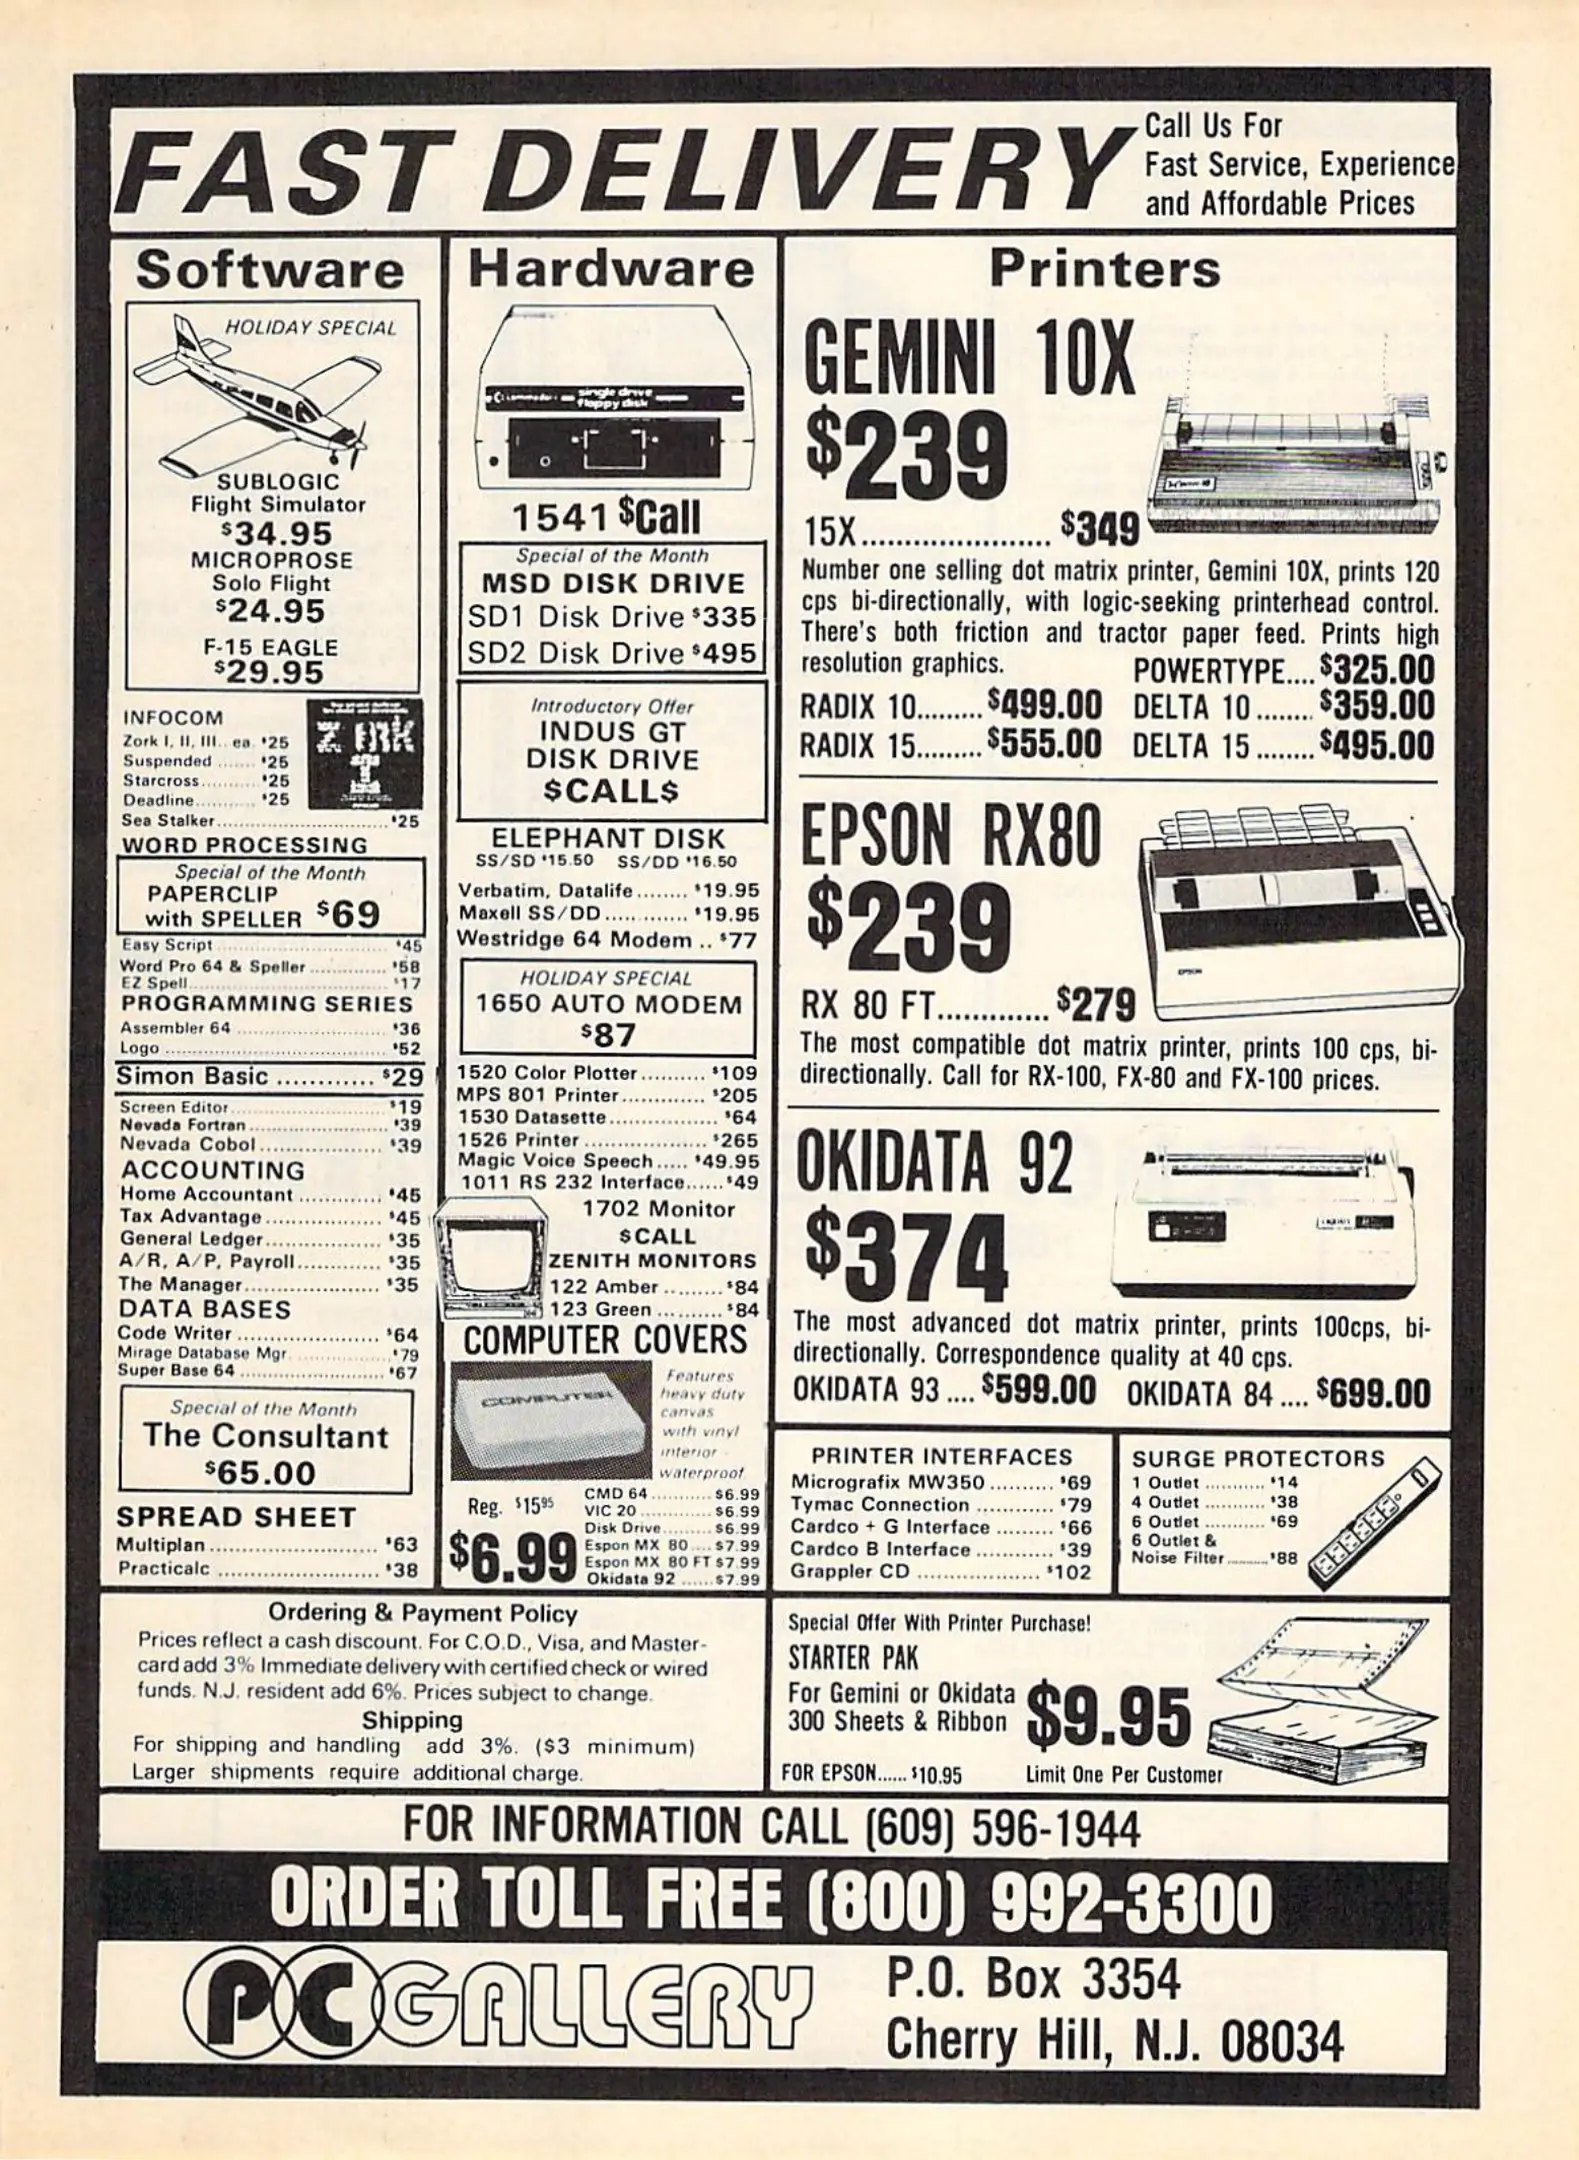 FAST DELIVERY
Call Us For
Fast Service, Experience
and Affordable Prices
Software
HOLIDAY SPECIAL
SUBLOGIC
Flight Simulator
$34.95
MICROPROSE
Solo Flight
$24.95
F-15 EAGLE
$29.95
INFOCOM
Zork I, II, III.. ea. $25
Suspended ....... $25
Starcross........... $25
Deadline............ $25
Sea Stalker............................. $25
ZORK
I
WORD PROCESSING
Special of the Month
PAPERCLIP
with SPELLER $69
Easy Script .............................. $45
Word Pro 64 & Speller .............. $58
EZ Spell................................... $17
PROGRAMMING SERIES
Assembler 64 .......................... $36
Logo ...................................... $52
Simon Basic ............ $29
Screen Editor........................... $19
Nevada Fortran........................ $39
Nevada Cobol................... $39
ACCOUNTING
Home Accountant ............. $45
Tax Advantage.................. $45
General Ledger.................. $35
A/R, A/P, Payroll............. $35
The Manager..................... $35
DATA BASES
Code Writer ...................... $64
Mirage Database Mgr. ................ $79
Super Base 64 .......................... $67
Special of the Month
The Consultant
$65.00
SPREAD SHEET
Multiplan ........................... $63
Practicalc .......................... $38
Hardware
commodore
single drive
floppy disk
1541 $Call
Special of the Month
MSD DISK DRIVE
SD1 Disk Drive $335
SD2 Disk Drive $495
Introductory Offer
INDUS GT
DISK DRIVE
$CALL$
ELEPHANT DISK
SS/SD $15.50 SS/DD $16.50
Verbatim, Datalife ........ $19.95
Maxell SS/DD ............. $19.95
Westridge 64 Modem .. $77
HOLIDAY SPECIAL
1650 AUTO MODEM
$87
1520 Color Plotter.......... $109
MPS 801 Printer............. $205
1530 Datasette................. $64
1526 Printer ................... $265
Magic Voice Speech..... $49.95
1011 RS 232 Interface...... $49
1702 Monitor
$CALL
ZENITH MONITORS
122 Amber ......... $84
123 Green .......... $84
COMPUTER COVERS
COMPUTER
Features
heavy duty
canvas
with vinyl
interior -
waterproof
Reg. $15.95
$6.99
CMD 64 ........... $6.99
VIC 20 ............. $6.99
Disk Drive......... $6.99
Espon MX 80 .... $7.99
Espon MX 80 FT $7.99
Okidata 92 ...... $7.99
Printers
GEMINI 10X
$239
15X...................... $349
Number one selling dot matrix printer, Gemini 10X, prints 120
cps bi-directionally, with logic-seeking printerhead control.
There's both friction and tractor paper feed. Prints high
resolution graphics.
POWERTYPE.... $325.00
RADIX 10......... $499.00 DELTA 10 ........ $359.00
RADIX 15......... $555.00 DELTA 15 ........ $495.00
EPSON RX80
$239
EPSON
RX 80 FT............. $279
The most compatible dot matrix printer, prints 100 cps, bi-
directionally. Call for RX-100, FX-80 and FX-100 prices.
OKIDATA 92
$374
The most advanced dot matrix printer, prints 100cps, bi-
directionally. Correspondence quality at 40 cps.
OKIDATA 93 .... $599.00 OKIDATA 84 .... $699.00
PRINTER INTERFACES
Micrografix MW350 .......... $69
Tymac Connection ............ $79
Cardco + G Interface ......... $66
Cardco B Interface ............ $39
Grappler CD ................... $102
SURGE PROTECTORS
1 Outlet ............ $14
4 Outlet ............ $38
6 Outlet ............ $69
6 Outlet &
Noise Filter.......... $88
Ordering & Payment Policy
Prices reflect a cash discount. For C.O.D., Visa, and Master-
card add 3% Immediate delivery with certified check or wired
funds. N.J. resident add 6%. Prices subject to change.
Shipping
For shipping and handling add 3%. ($3 minimum)
Larger shipments require additional charge.
Special Offer With Printer Purchase!
STARTER PAK
For Gemini or Okidata
300 Sheets & Ribbon
$9.95
FOR EPSON...... $10.95
Limit One Per Customer
FOR INFORMATION CALL (609) 596-1944
ORDER TOLL FREE (800) 992-3300
PC GALLERY
P.O. Box 3354
Cherry Hill, N.J. 08034